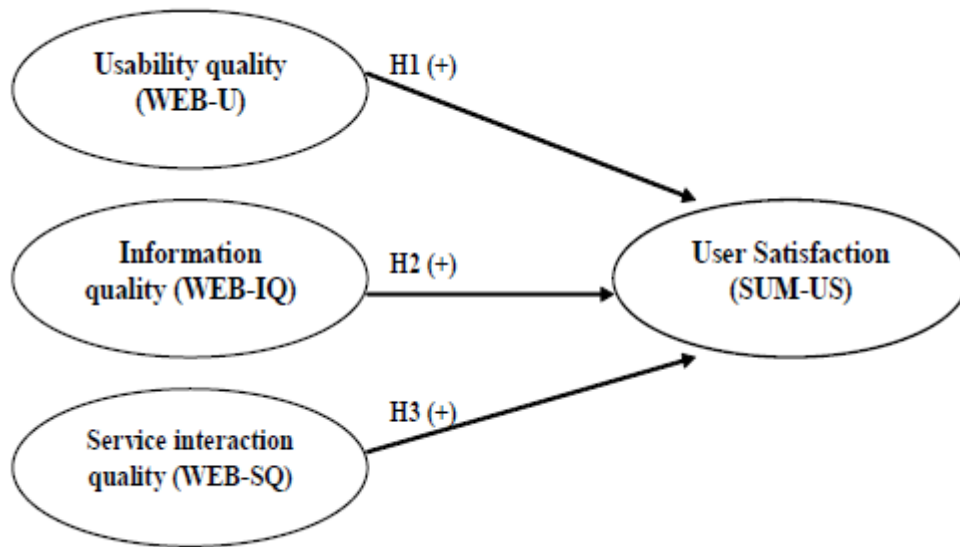 Usability quality
(WEB-U)
H1 (+)
Information
quality (WEB-IQ)
H2 (+)
User Satisfaction
(SUM-US)
Service interaction
quality (WEB-SQ)
H3 (+)